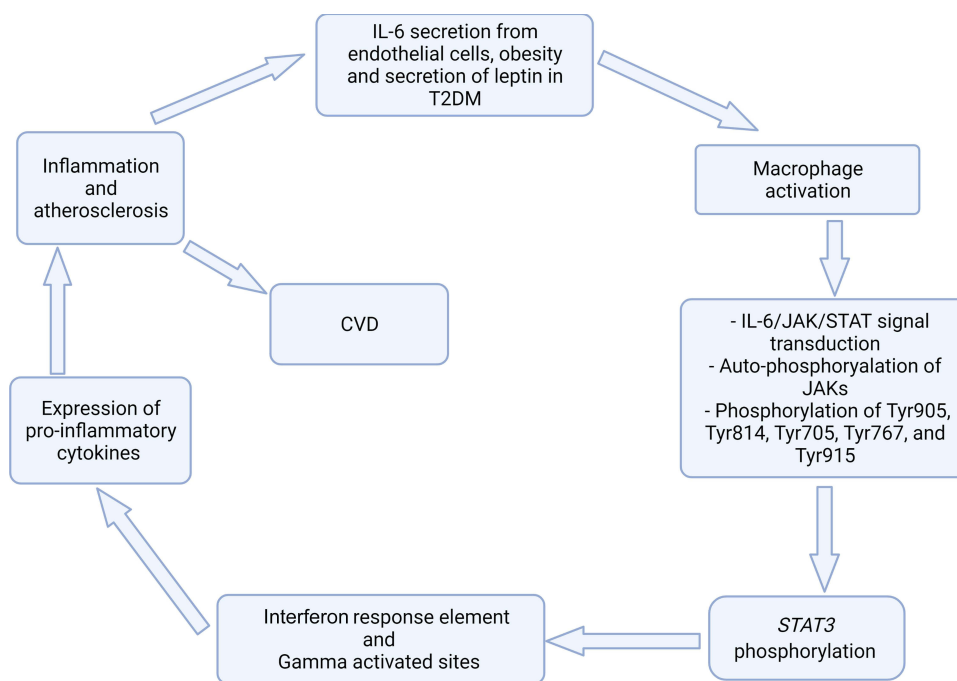 IL-6 secretion from
endothelial cells, obesity
and secretion of leptin in
T2DM
Macrophage
activation
- IL-6/JAK/STAT signal
transduction
- Auto-phosphoryalation of
JAKs
- Phosphorylation of Tyr905,
Tyr814, Tyr705, Tyr767, and
Tyr915
STAT3
phosphorylation
Interferon response element
and
Gamma activated sites
Expression of
pro-inflammatory
cytokines
Inflammation
and
atherosclerosis
CVD